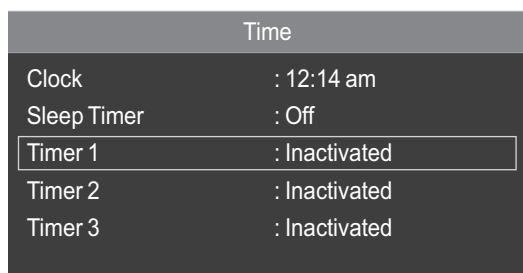 Time
Clock : 12:14 am
Sleep Timer : Off
Timer 1 : Inactivated
Timer 2 : Inactivated
Timer 3 : Inactivated